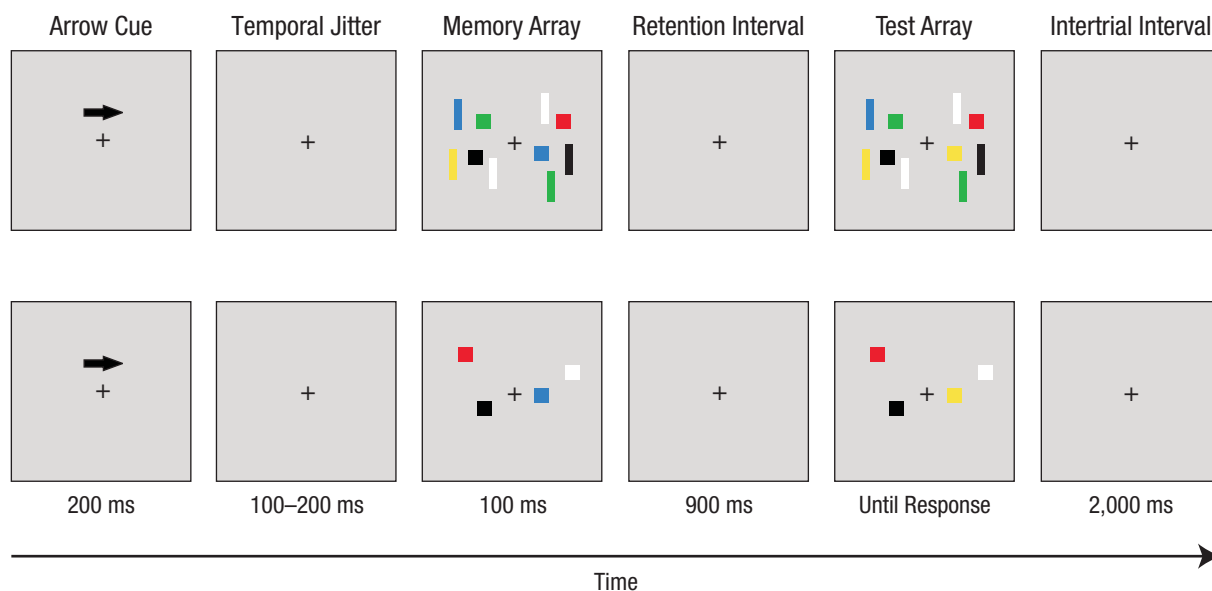 Arrow Cue
Temporal Jitter
Memory Array
Retention Interval
Test Array
Intertrial Interval
200 ms
100–200 ms
100 ms
900 ms
Until Response
2,000 ms
Time